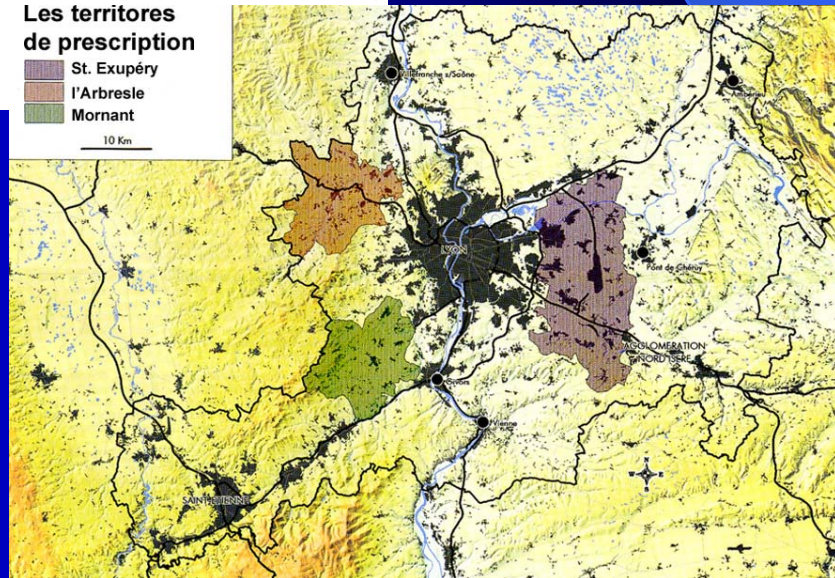 Les territores
de prescription
St. Exupéry
l'Arbresle
Mornant
10 Km
Villefranche s/Saône
Ambérieu
LYON
Pont de Chéruy
AGGLOMERATION
NORD ISERE
Givors
Vienne
SAINT-ETIENNE
N
W E
S